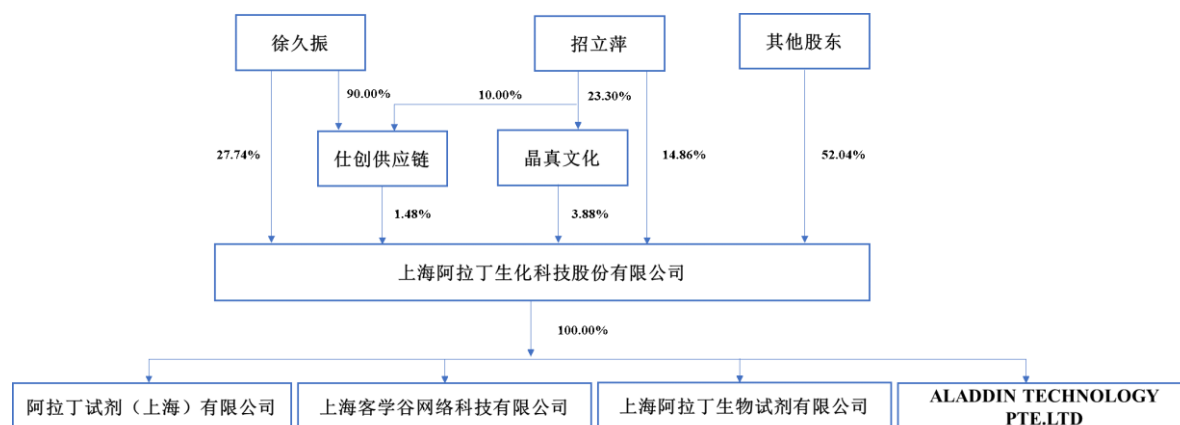 徐久振
招立萍
其他股东
90.00%
10.00%
23.30%
27.74%
仕创供应链
晶真文化
14.86%
52.04%
1.48%
3.88%
上海阿拉丁生化科技股份有限公司
100.00%
阿拉丁试剂（上海）有限公司
上海客学谷网络科技有限公司
上海阿拉丁生物试剂有限公司
ALADDIN TECHNOLOGY
PTE.LTD